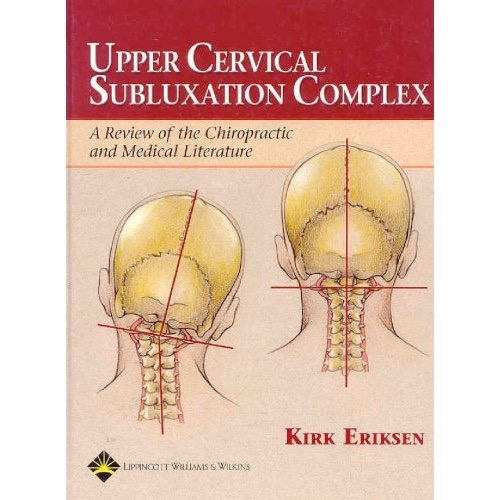 UPPER CERVICAL
SUBLUXATION COMPLEX
A Review of the Chiropractic
and Medical Literature
KIRK ERIKSEN
LIPPINCOTT WILLIAMS & WILKINS